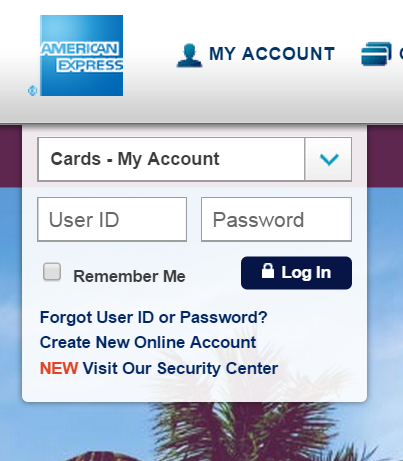 AMERICAN
EXPRESS
®
MY ACCOUNT
Cards - My Account
User ID
Password
Remember Me
Log In
Forgot User ID or Password?
Create New Online Account
NEW Visit Our Security Center